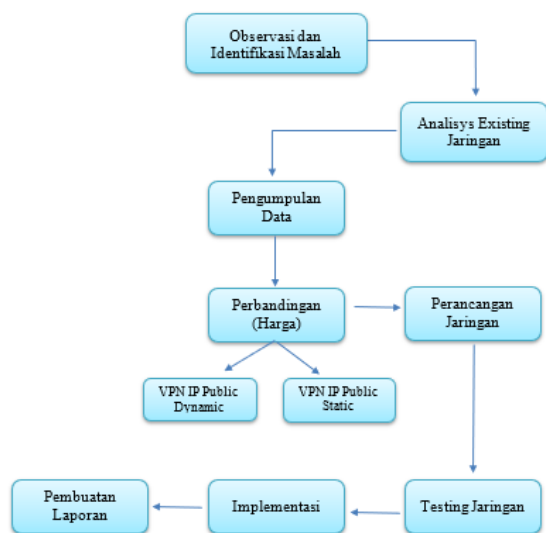 Observasi dan
Identifikasi Masalah
Analisys Existing
Jaringan
Pengumpulan
Data
Perbandingan
(Harga)
Perancangan
Jaringan
VPN IP Public
Dynamic
VPN IP Public
Static
Pembuatan
Laporan
Implementasi
Testing Jaringan